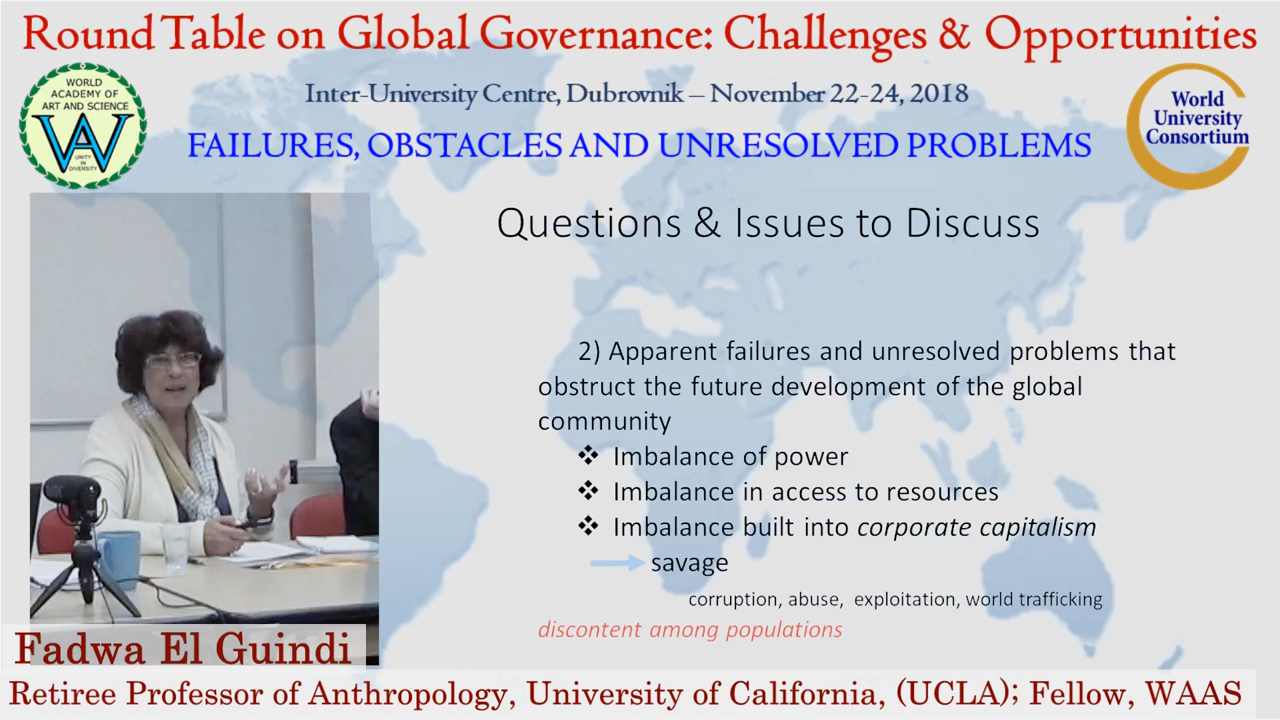 Round Table on Global Governance: Challenges & Opportunities
WORLD
ACADEMY OF
ART AND SCIENCE
WA
UNITY
IN
DIVERSITY
Inter-University Centre, Dubrovnik – November 22-24, 2018
FAILURES, OBSTACLES AND UNRESOLVED PROBLEMS
World
University
Consortium
Questions & Issues to Discuss
2) Apparent failures and unresolved problems that
obstruct the future development of the global
community
❖ Imbalance of power
❖ Imbalance in access to resources
❖ Imbalance built into corporate capitalism
savage
corruption, abuse, exploitation, world trafficking
discontent among populations
Fadwa El Guindi
Retiree Professor of Anthropology, University of California, (UCLA); Fellow, WAAS